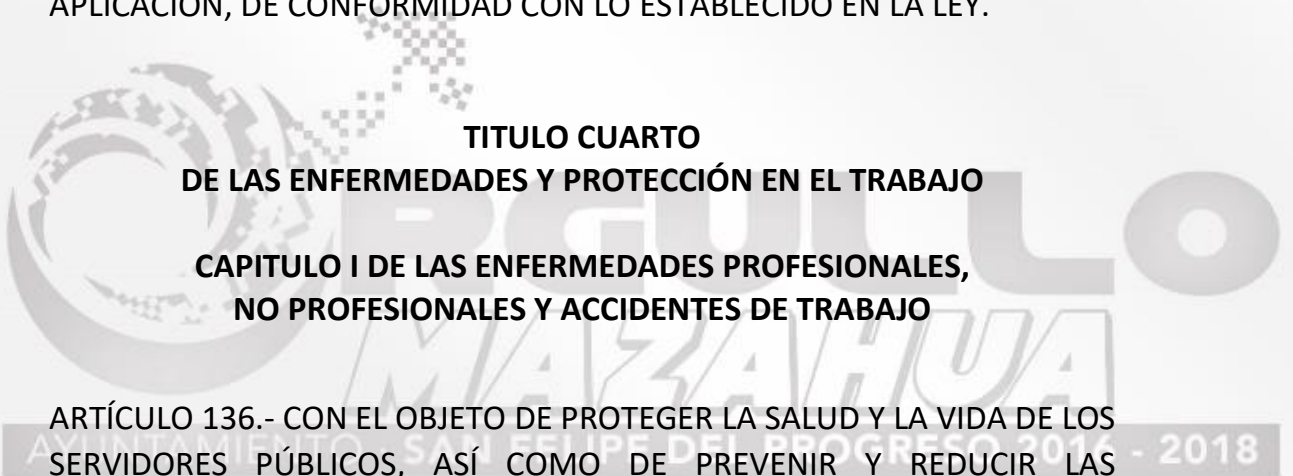 APLICACIÓN, DE CONFORMIDAD CON LO ESTABLECIDO EN LA LEY.
TITULO CUARTO
DE LAS ENFERMEDADES Y PROTECCIÓN EN EL TRABAJO
ORGULLO
CAPITULO I DE LAS ENFERMEDADES PROFESIONALES,
NO PROFESIONALES Y ACCIDENTES DE TRABAJO
MAZAHUA
ARTÍCULO 136.- CON EL OBJETO DE PROTEGER LA SALUD Y LA VIDA DE LOS
AYUNTAMIENTO SAN FELIPE DEL PROGRESO 2016 - 2018
SERVIDORES PÚBLICOS, ASÍ COMO DE PREVENIR Y REDUCIR LAS